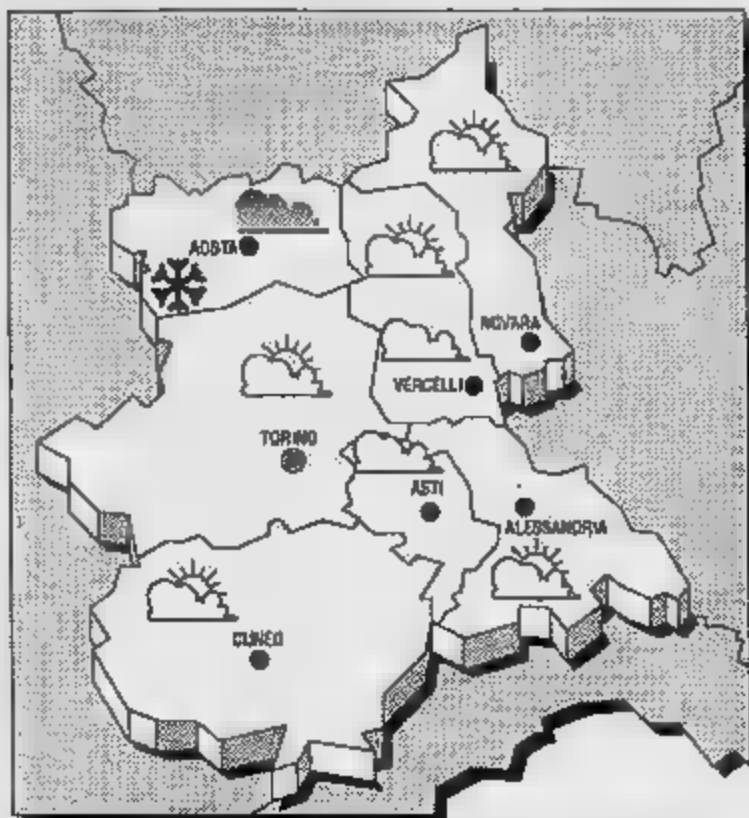 AOSTA
NOVARA
VERCELLI
TORINO
ASTI
ALESSANDRIA
CUNEO